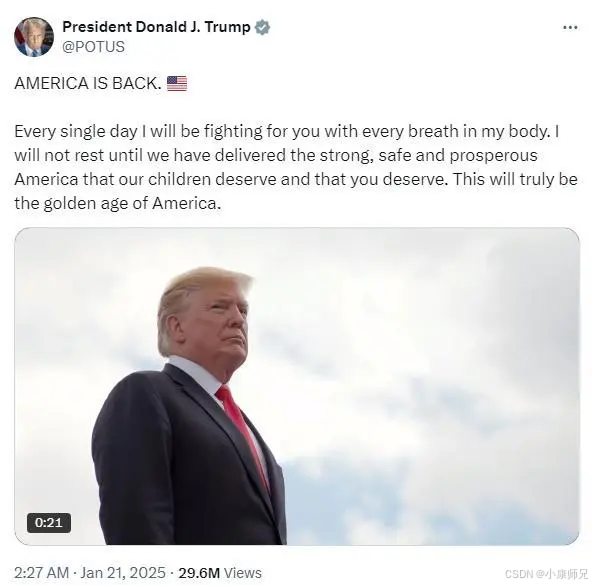 President Donald J. Trump
@POTUS
AMERICA IS BACK. 🇺🇸
Every single day I will be fighting for you with every breath in my body. I
will not rest until we have delivered the strong, safe and prosperous
America that our children deserve and that you deserve. This will truly be
the golden age of America.
0:21
2:27 AM · Jan 21, 2025 · 29.6M Views
CSDN @小康师兄